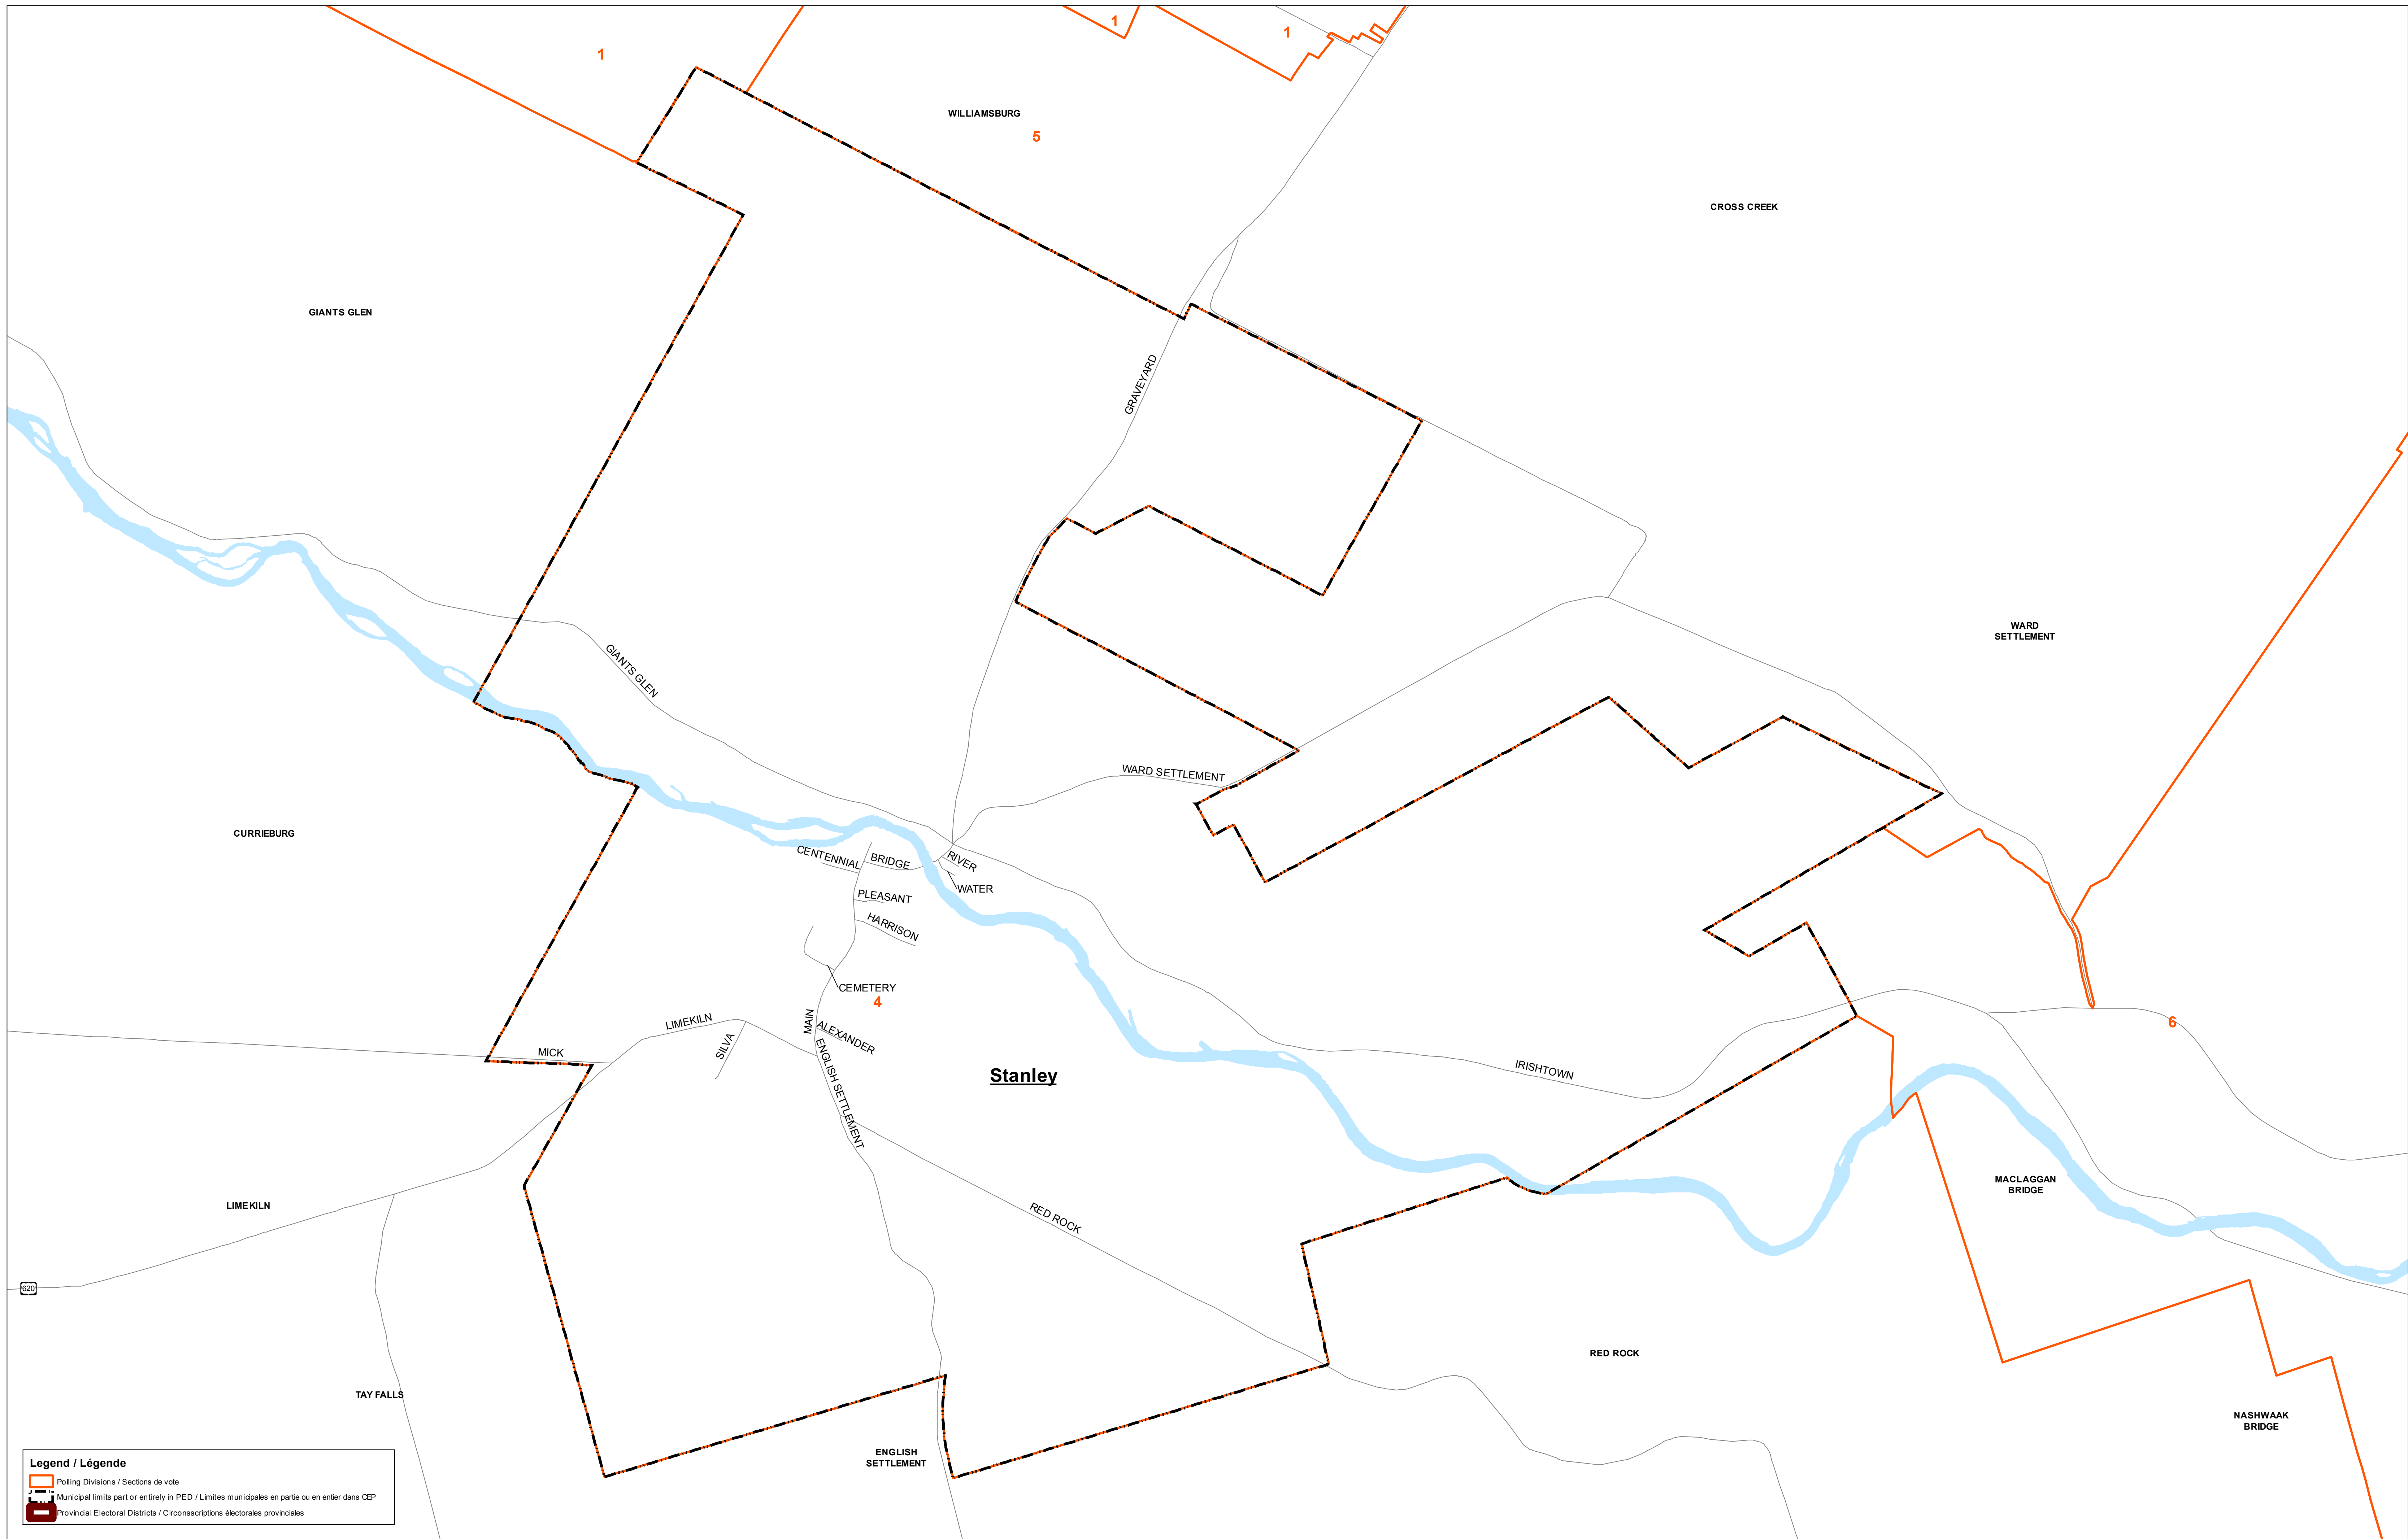 1
1
1
WILLIAMSBURG
5
CROSS CREEK
GIANTS GLEN
GRAVEYARD
WARD
SETTLEMENT
GIANTS GLEN
WARD SETTLEMENT
CURRIEBURG
CENTENNIAL
BRIDGE
RIVER
WATER
PLEASANT
HARRISON
CEMETERY
4
MAIN
ALEXANDER
LIMEKILN
SILVA
MICK
ENGLISH SETTLEMENT
Stanley
IRISHTOWN
6
MACLAGGAN
BRIDGE
LIMEKILN
RED ROCK
620
RED ROCK
TAY FALLS
NASHWAAK
BRIDGE
ENGLISH
SETTLEMENT
Legend / Légende
Polling Divisions / Sections de vote
Municipal limits part or entirely in PED / Limites municipales en partie ou en entier dans CEP
Provincial Electoral Districts / Circonsscriptions électorales provinciales